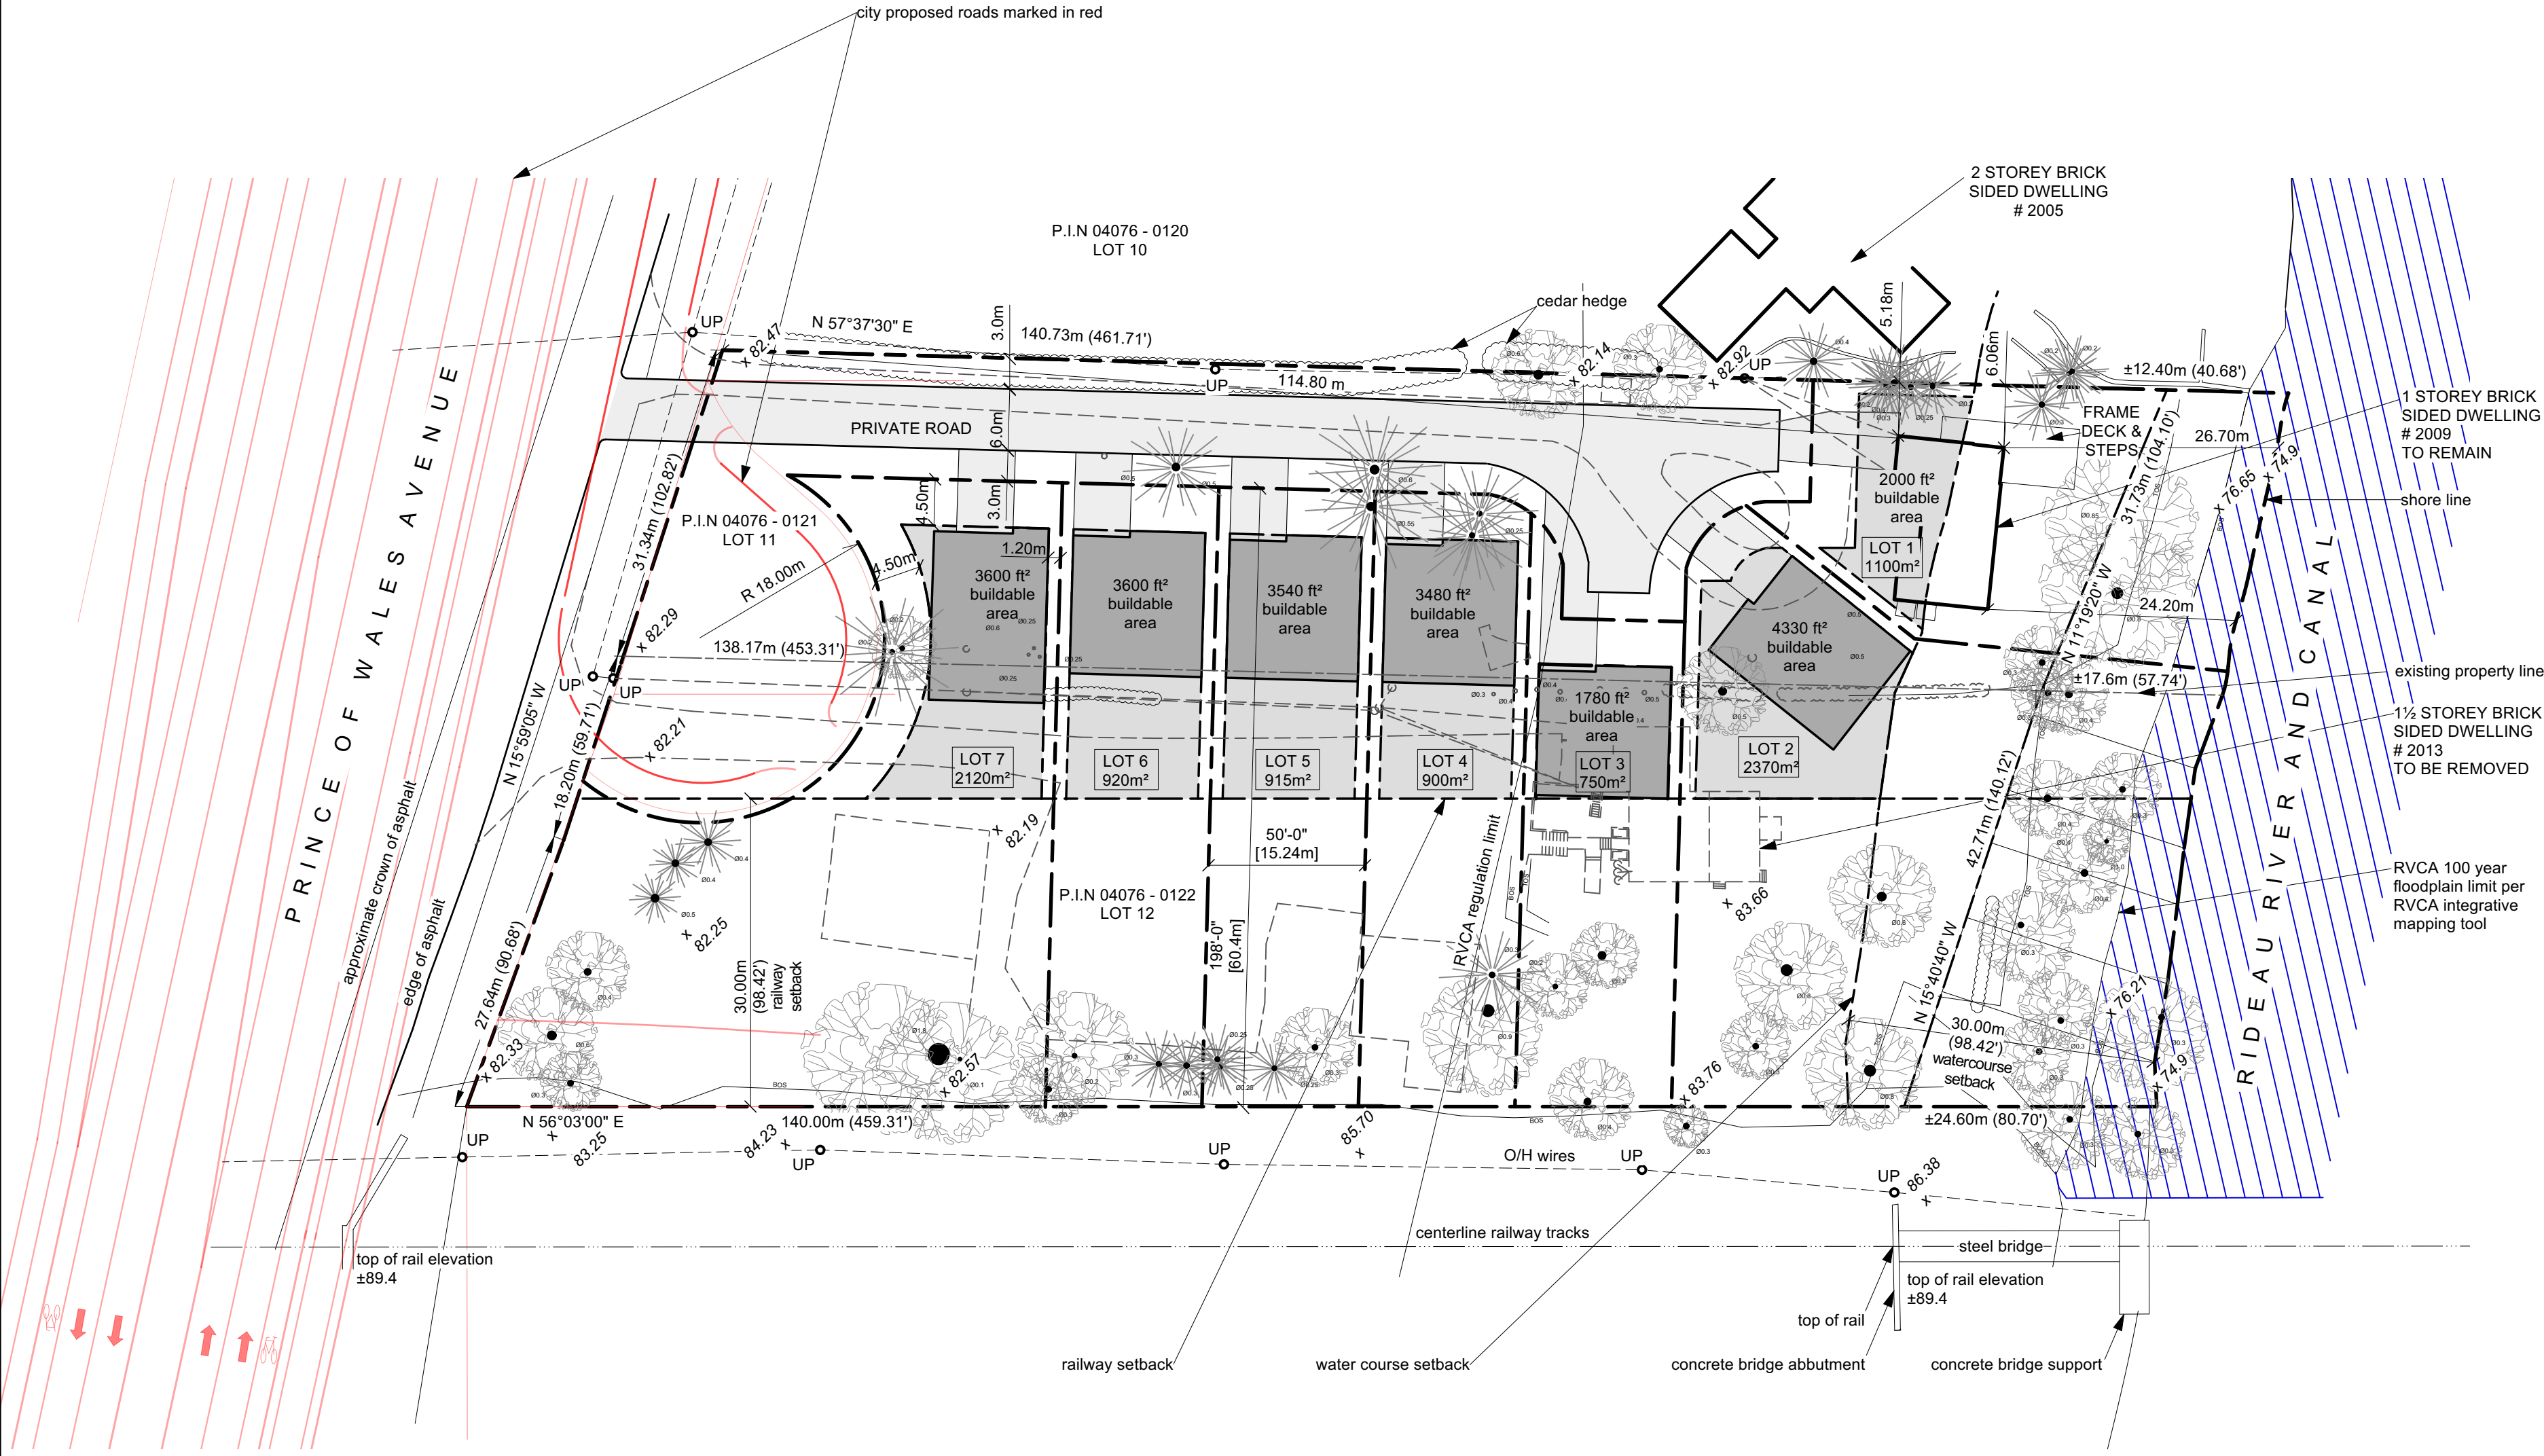 city proposed roads marked in red
2 STOREY BRICK
SIDED DWELLING
# 2005
P.I.N 04076 - 0120
LOT 10
cedar hedge
UP
x 82.47
N 57°37'30" E
3.0m
140.73m (461.71')
UP
114.80 m
x 82.14
x 82.92
UP
5.18m
6.06m
±12.40m (40.68')
1 STOREY BRICK
SIDED DWELLING
# 2009
TO REMAIN
FRAME
DECK &
STEPS
26.70m
x 74.9
x 76.65
shore line
PRIVATE ROAD
6.0m
3.0m
4.50m
31.34m (102.82')
P.I.N 04076 - 0121
LOT 11
R 18.00m
4.50m
1.20m
3600 ft²
buildable
area
3600 ft²
buildable
area
3540 ft²
buildable
area
3480 ft²
buildable
area
1780 ft²
buildable
area
4330 ft²
buildable
area
2000 ft²
buildable
area
LOT 1
1100m²
31.73m (104.10')
N 11°19'20" W
24.20m
±17.6m (57.74')
existing property line
1½ STOREY BRICK
SIDED DWELLING
# 2013
TO BE REMOVED
x 82.29
138.17m (453.31')
UP
UP
x 82.21
18.20m (59.71')
N 15°59'05" W
LOT 7
2120m²
LOT 6
920m²
LOT 5
915m²
LOT 4
900m²
LOT 3
750m²
LOT 2
2370m²
PRINCE OF WALES AVENUE
approximate crown of asphalt
edge of asphalt
RIDEAU RIVER AND CANAL
x 82.19
50'-0"
[15.24m]
198'-0"
[60.4m]
P.I.N 04076 - 0122
LOT 12
RVCA regulation limit
x 83.66
42.71m (140.12')
N 15°40'40" W
RVCA 100 year
floodplain limit per
RVCA integrative
mapping tool
x 82.25
30.00m
(98.42')
railway
setback
27.64m (90.68')
x 82.33
x 82.57
x 83.76
x 76.21
x 74.9
30.00m
(98.42')
watercourse
setback
N 56°03'00" E
140.00m (459.31')
±24.60m (80.70')
BOS
BOS
UP
x 83.25
84.23 x
UP
UP
85.70 x
O/H wires
UP
UP
86.38 x
centerline railway tracks
steel bridge
top of rail elevation
±89.4
top of rail elevation
±89.4
top of rail
railway setback
water course setback
concrete bridge abbutment
concrete bridge support